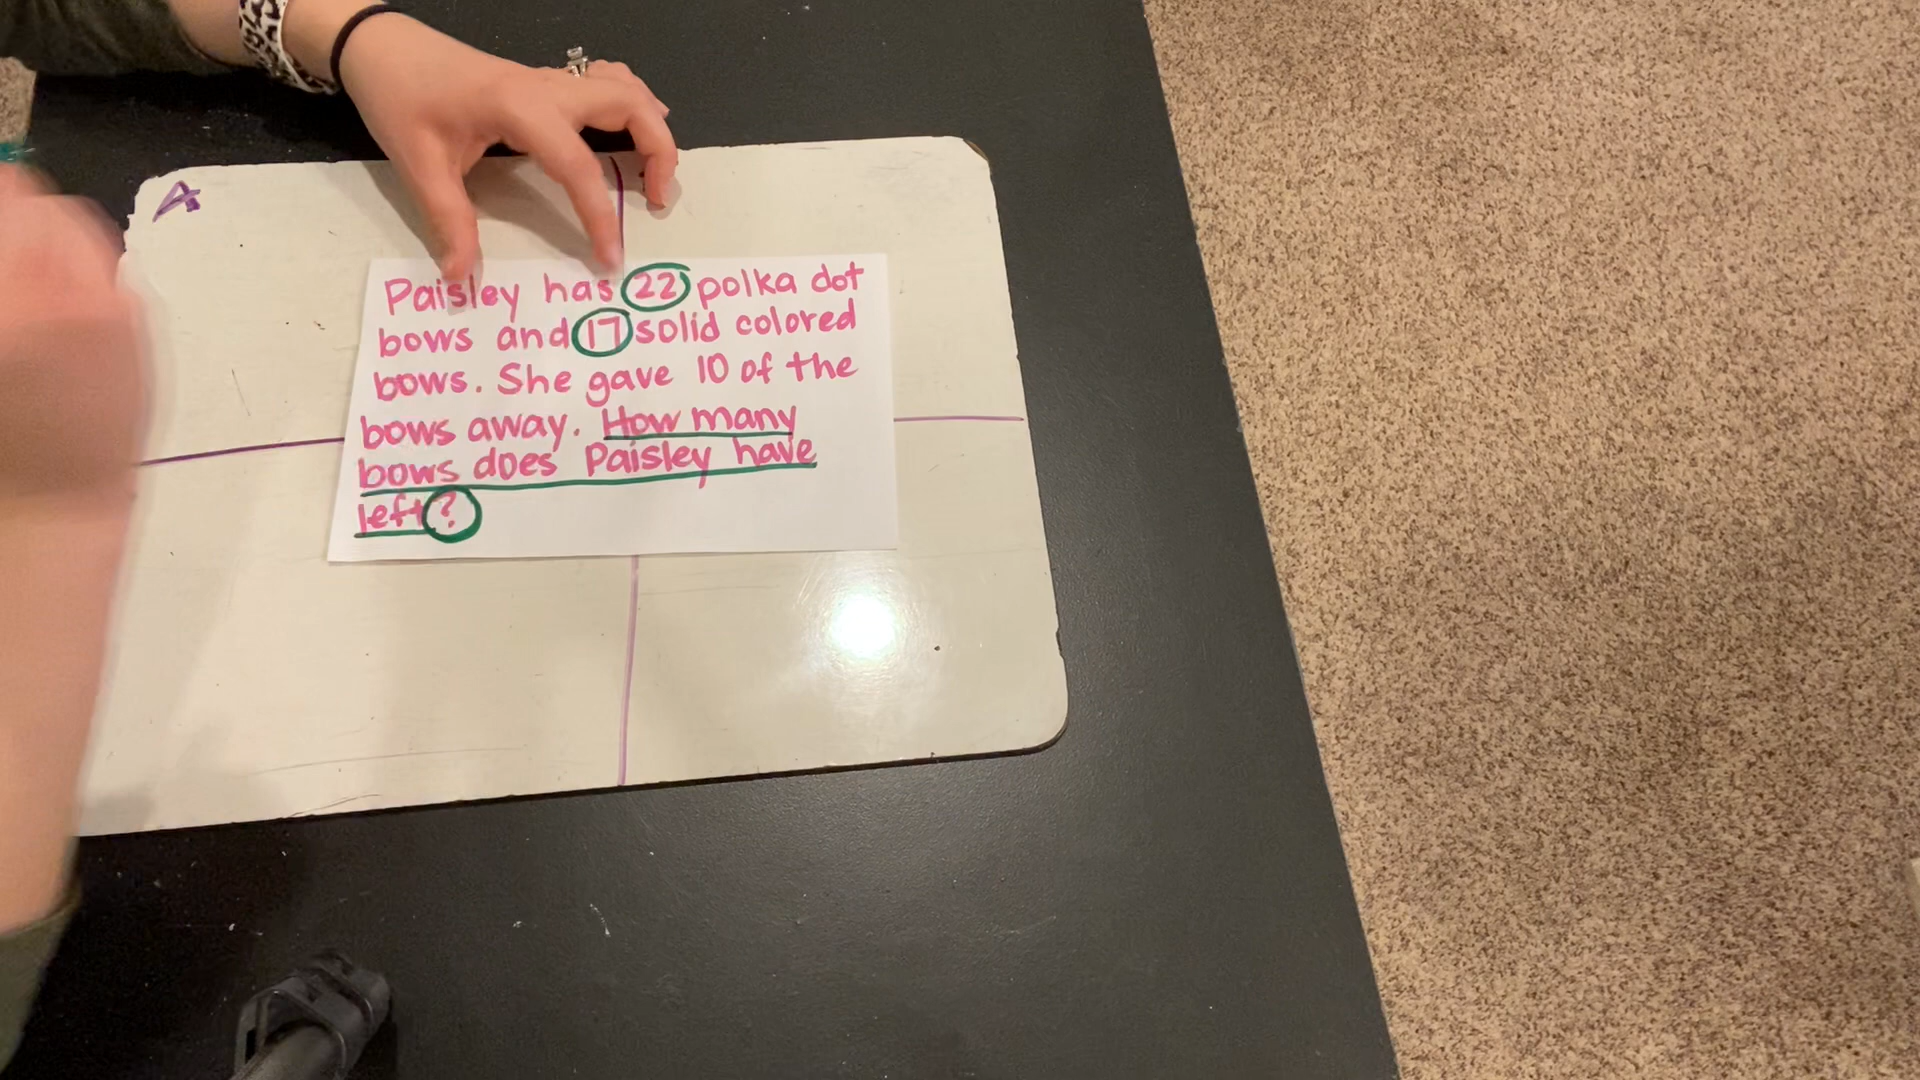 A
Paisley has 22 polka dot
bows and 17 solid colored
bows. She gave 10 of the
bows away. How many
bows does Paisley have
left?